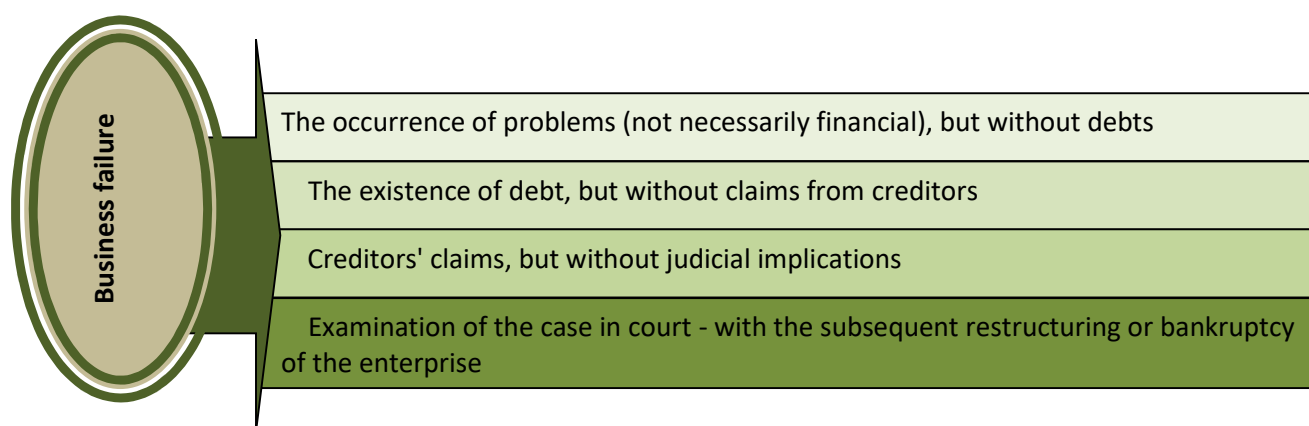 Business failure
The occurrence of problems (not necessarily financial), but without debts
The existence of debt, but without claims from creditors
Creditors' claims, but without judicial implications
Examination of the case in court - with the subsequent restructuring or bankruptcy
of the enterprise